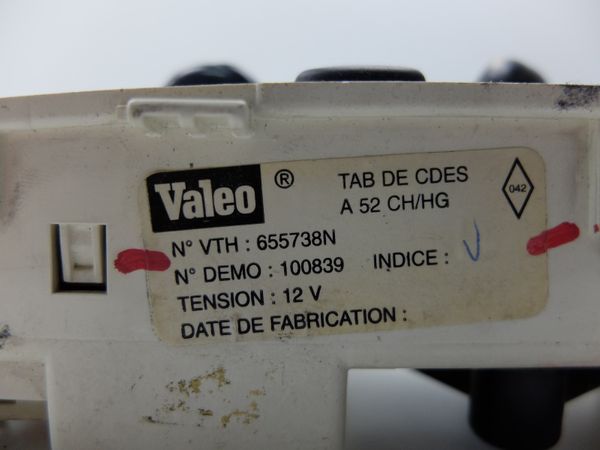 Valeo ® TAB DE CDES 042
A 52 CH/HG
N° VTH : 655738N
N° DEMO : 100839 INDICE : V
TENSION : 12 V
DATE DE FABRICATION :